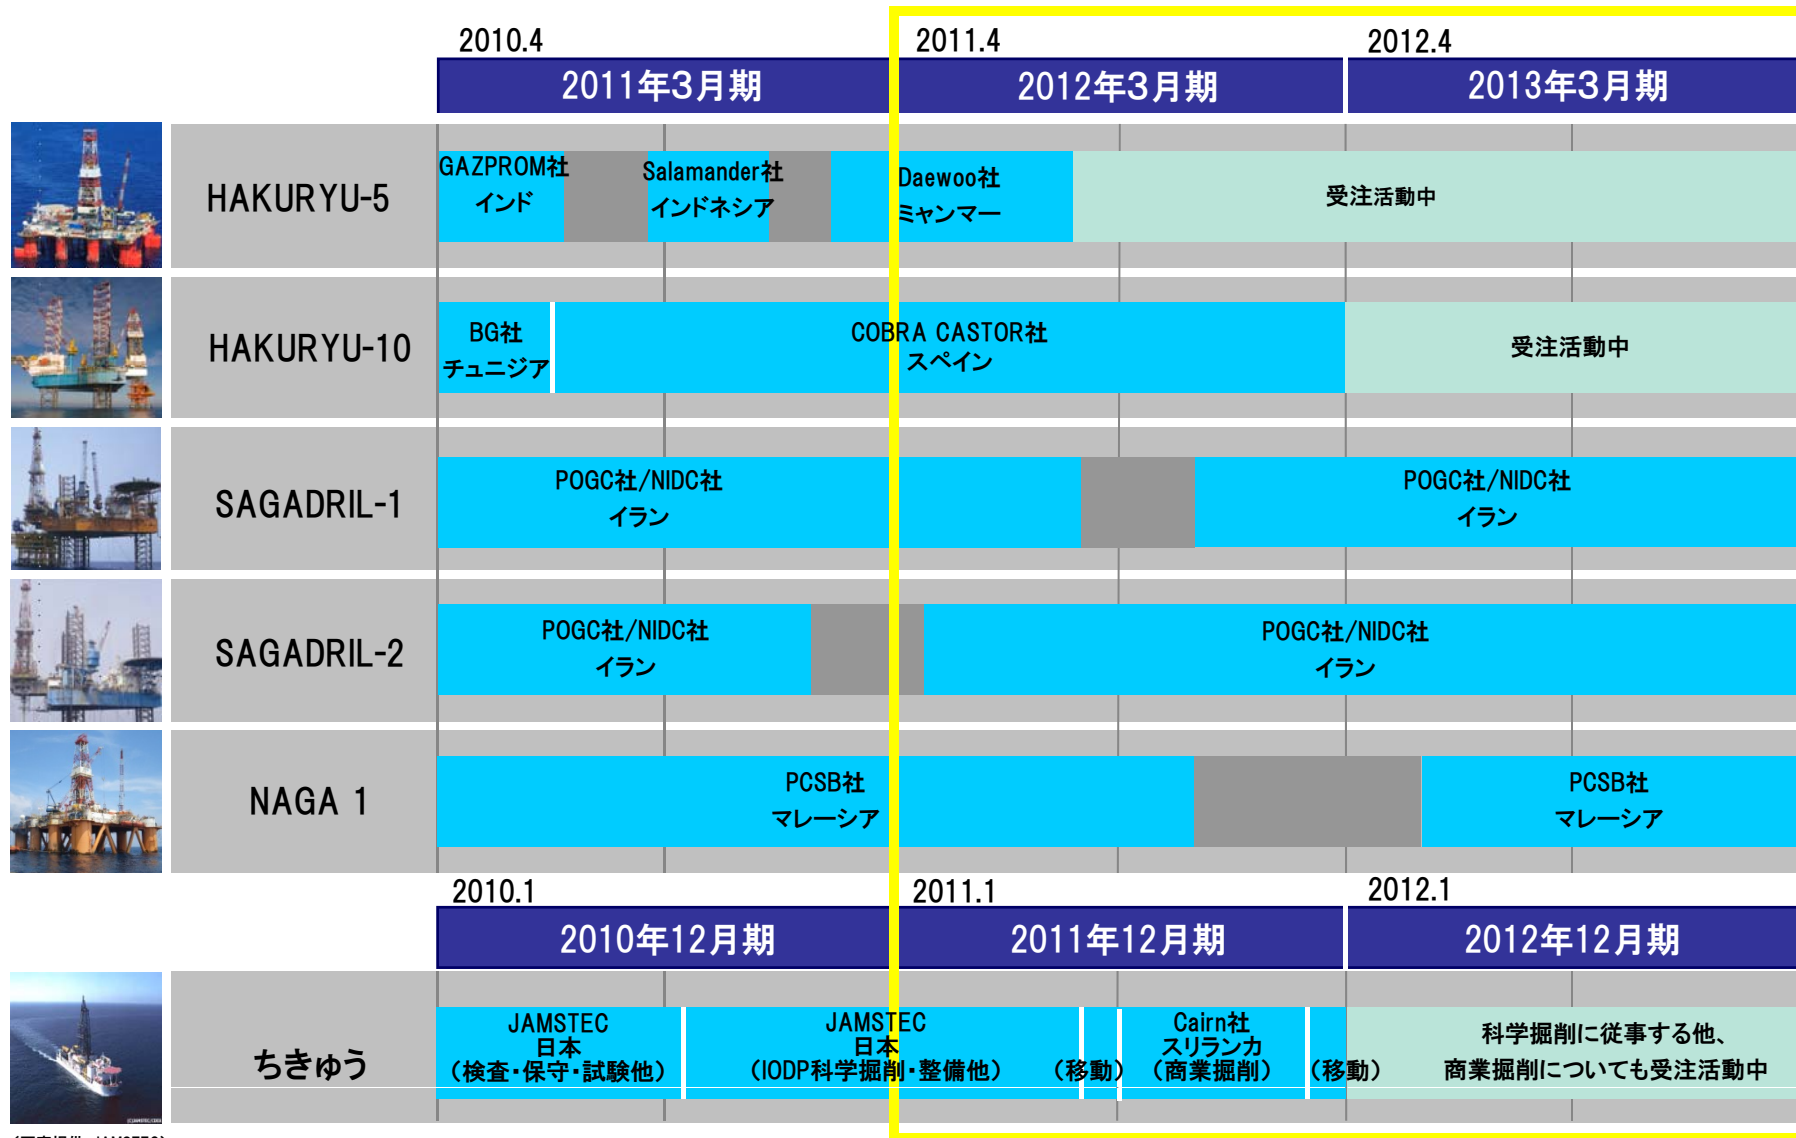 2010.4
2011.4
2012.4
2011年3月期
2012年3月期
2013年3月期
HAKURYU-5
GAZPROM社
インド
Salamander社
インドネシア
Daewoo社
ミャンマー
受注活動中
HAKURYU-10
BG社
チュニジア
COBRA CASTOR社
スペイン
受注活動中
SAGADRIL-1
POGC社/NIDC社
イラン
POGC社/NIDC社
イラン
SAGADRIL-2
POGC社/NIDC社
イラン
POGC社/NIDC社
イラン
NAGA 1
PCSB社
マレーシア
PCSB社
マレーシア
2010.1
2011.1
2012.1
2010年12月期
2011年12月期
2012年12月期
ちきゅう
JAMSTEC
日本
（検査・保守・試験他）
JAMSTEC
日本
（IODP科学掘削・整備他）
（移動）
Cairn社
スリランカ
（商業掘削）
（移動）
科学掘削に従事する他、
商業掘削についても受注活動中